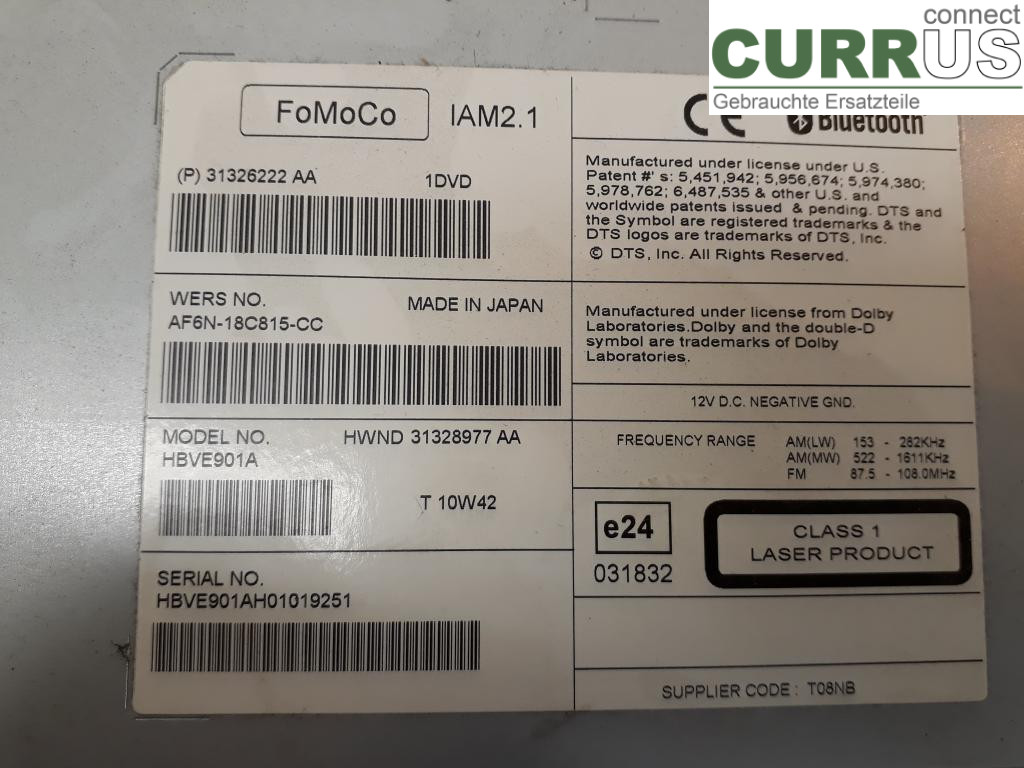 connect
CURRUS
Gebrauchte Ersatzteile
FoMoCo IAM2.1
(P) 31326222 AA 1DVD
WERS NO. MADE IN JAPAN
AF6N-18C815-CC
MODEL NO. HWND 31328977 AA
HBVE901A
T 10W42
SERIAL NO.
HBVE901AH01019251
CE Bluetooth
Manufactured under license under U.S.
Patent #' s: 5,451,942; 5,956,674; 5,974,380;
5,978,762; 6,487,535 & other U.S. and
worldwide patents issued & pending. DTS and
the Symbol are registered trademarks & the
DTS logos are trademarks of DTS, Inc.
© DTS, Inc. All Rights Reserved.
Manufactured under license from Dolby
Laboratories.Dolby and the double-D
symbol are trademarks of Dolby
Laboratories.
12V D.C. NEGATIVE GND.
FREQUENCY RANGE AM(LW) 153 - 282KHz
AM(MW) 522 - 1611KHz
FM 87.5 - 108.0MHz
e24
031832
CLASS 1
LASER PRODUCT
SUPPLIER CODE : T08NB